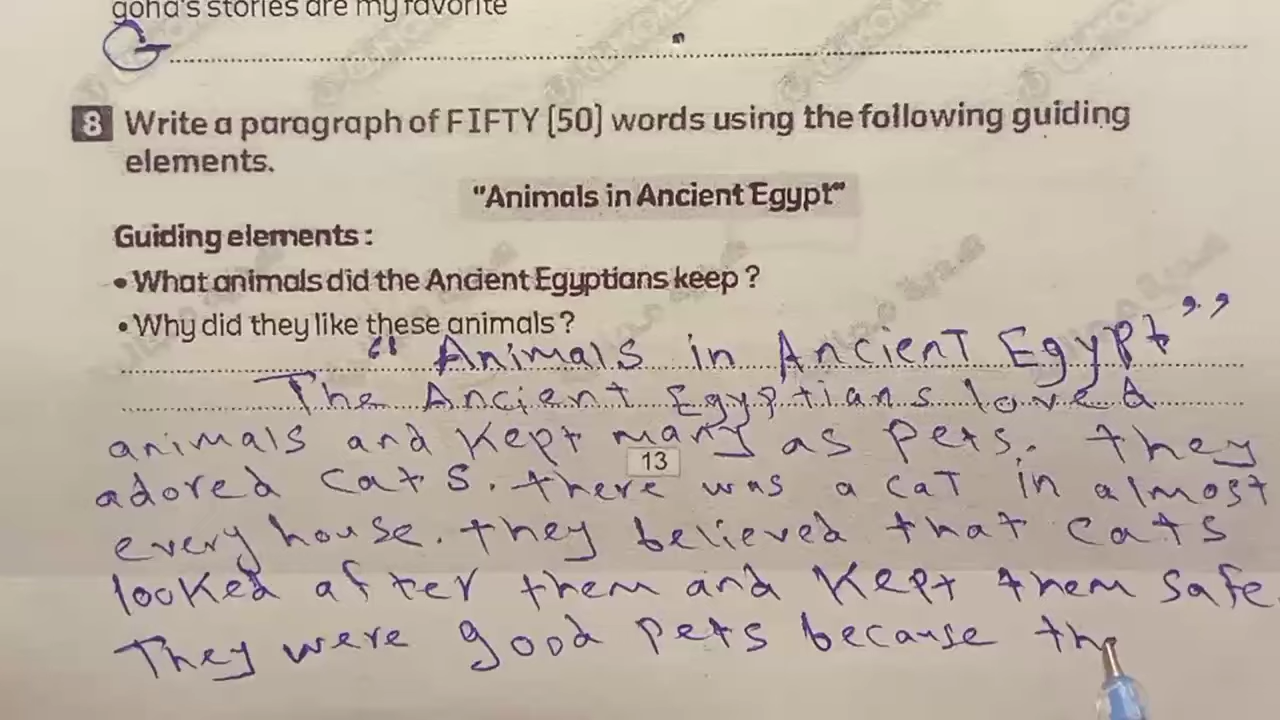 goha's stories are my favorite
G
8 Write a paragraph of FIFTY (50) words using the following guiding
elements.
"Animals in Ancient Egypt"
Guiding elements :
• What animals did the Ancient Egyptians keep ?
• Why did they like these animals ?
" Animals in Ancient Egypt"
The Ancient Egyptians loved
animals and kept many as pets. they
13
adored cats. there was a cat in almost
every house. they believed that cats
looked after them and kept them safe.
They were good pets because the